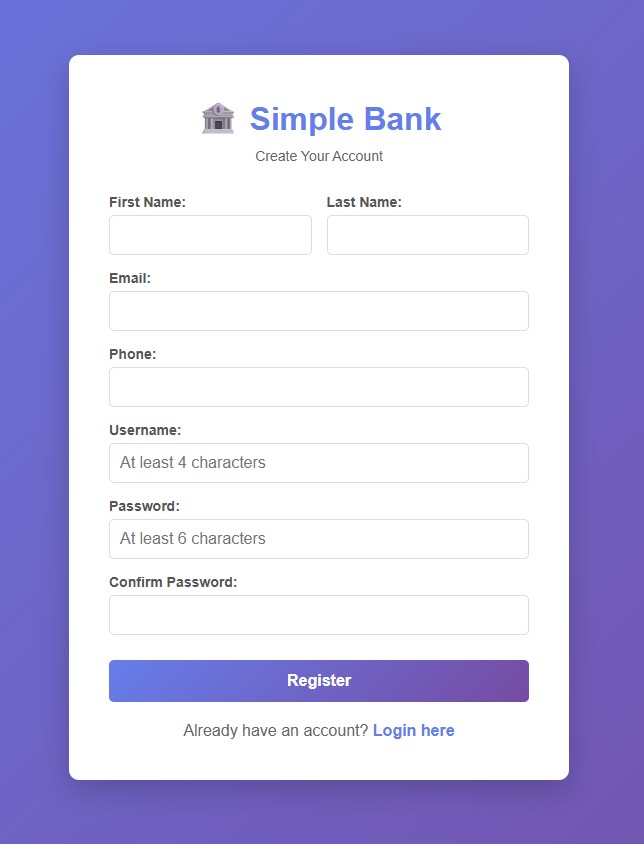 Simple Bank
Create Your Account
First Name: Last Name:
Email:
Phone:
Username:
At least 4 characters
Password:
At least 6 characters
Confirm Password:
Register
Already have an account? Login here